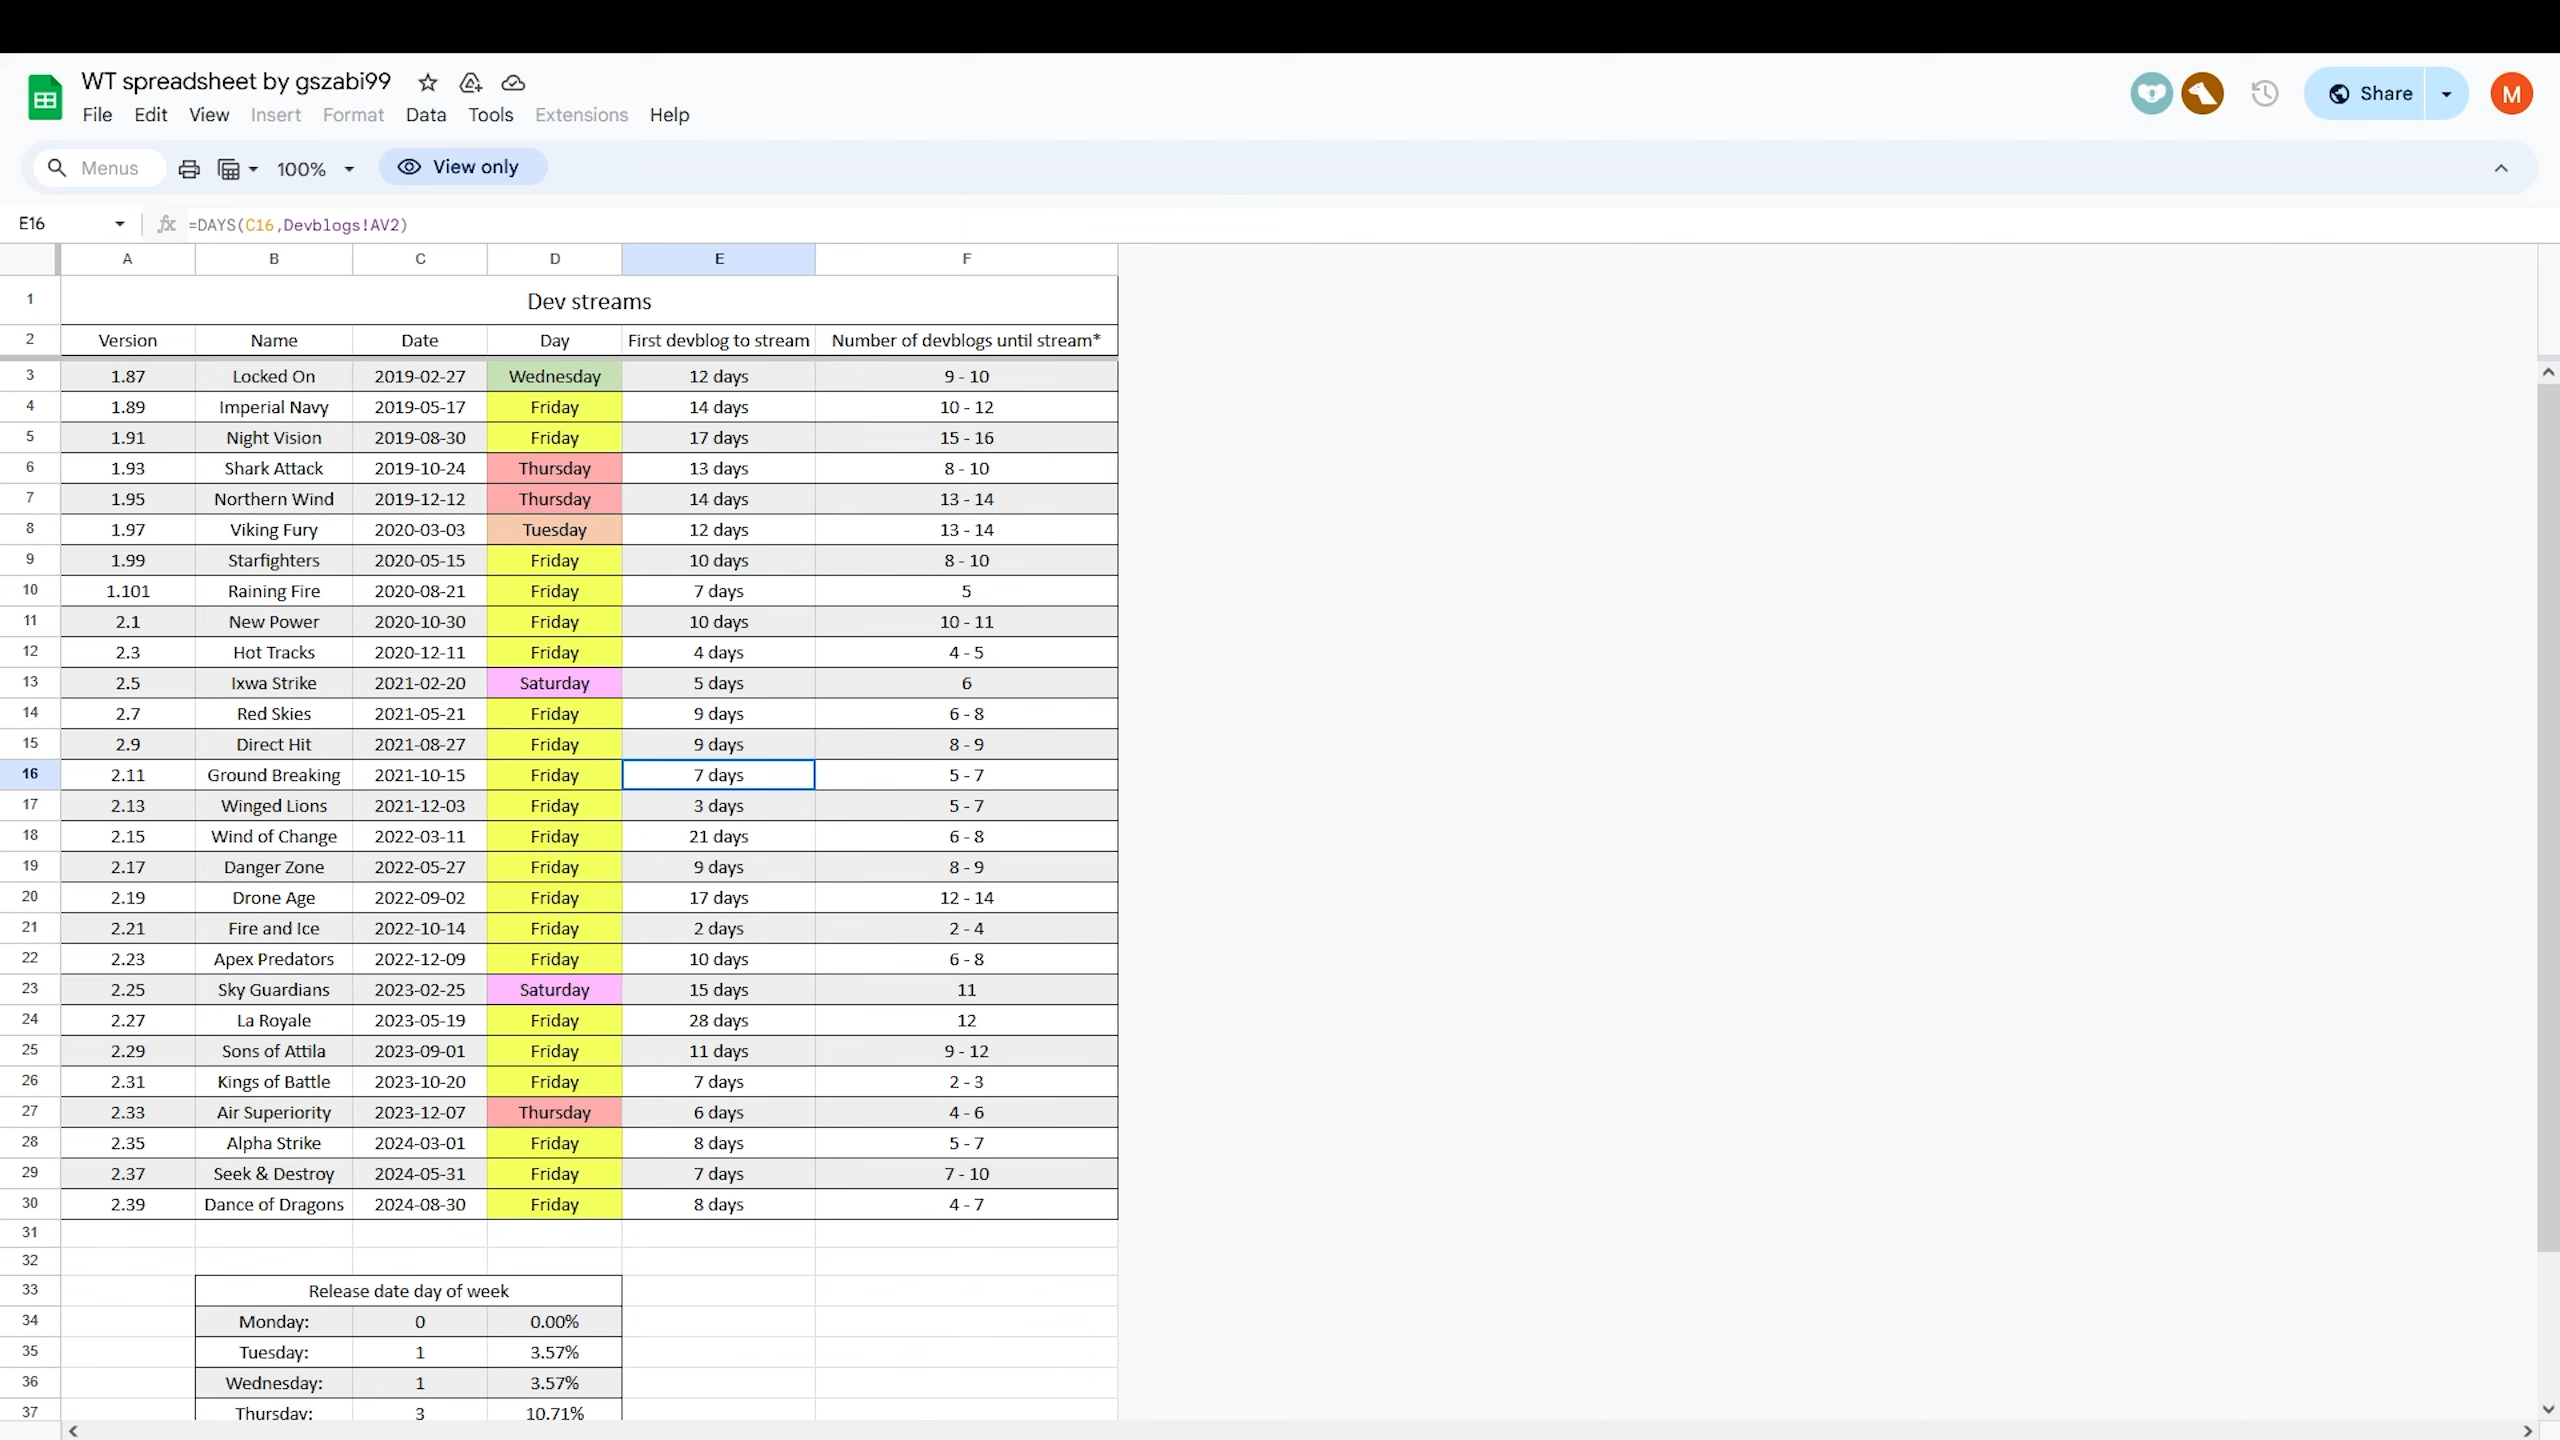 WT spreadsheet by gszabi99
File Edit View Insert Format Data Tools Extensions Help
Share
M
Menus 100% View only
E16 fx =DAYS(C16,Devblogs!AV2)
A B C D E F
1 Dev streams
2 Version Name Date Day First devblog to stream Number of devblogs until stream*
3 1.87 Locked On 2019-02-27 Wednesday 12 days 9 - 10
4 1.89 Imperial Navy 2019-05-17 Friday 14 days 10 - 12
5 1.91 Night Vision 2019-08-30 Friday 17 days 15 - 16
6 1.93 Shark Attack 2019-10-24 Thursday 13 days 8 - 10
7 1.95 Northern Wind 2019-12-12 Thursday 14 days 13 - 14
8 1.97 Viking Fury 2020-03-03 Tuesday 12 days 13 - 14
9 1.99 Starfighters 2020-05-15 Friday 10 days 8 - 10
10 1.101 Raining Fire 2020-08-21 Friday 7 days 5
11 2.1 New Power 2020-10-30 Friday 10 days 10 - 11
12 2.3 Hot Tracks 2020-12-11 Friday 4 days 4 - 5
13 2.5 Ixwa Strike 2021-02-20 Saturday 5 days 6
14 2.7 Red Skies 2021-05-21 Friday 9 days 6 - 8
15 2.9 Direct Hit 2021-08-27 Friday 9 days 8 - 9
16 2.11 Ground Breaking 2021-10-15 Friday 7 days 5 - 7
17 2.13 Winged Lions 2021-12-03 Friday 3 days 5 - 7
18 2.15 Wind of Change 2022-03-11 Friday 21 days 6 - 8
19 2.17 Danger Zone 2022-05-27 Friday 9 days 8 - 9
20 2.19 Drone Age 2022-09-02 Friday 17 days 12 - 14
21 2.21 Fire and Ice 2022-10-14 Friday 2 days 2 - 4
22 2.23 Apex Predators 2022-12-09 Friday 10 days 6 - 8
23 2.25 Sky Guardians 2023-02-25 Saturday 15 days 11
24 2.27 La Royale 2023-05-19 Friday 28 days 12
25 2.29 Sons of Attila 2023-09-01 Friday 11 days 9 - 12
26 2.31 Kings of Battle 2023-10-20 Friday 7 days 2 - 3
27 2.33 Air Superiority 2023-12-07 Thursday 6 days 4 - 6
28 2.35 Alpha Strike 2024-03-01 Friday 8 days 5 - 7
29 2.37 Seek & Destroy 2024-05-31 Friday 7 days 7 - 10
30 2.39 Dance of Dragons 2024-08-30 Friday 8 days 4 - 7
31
32
33 Release date day of week
34 Monday: 0 0.00%
35 Tuesday: 1 3.57%
36 Wednesday: 1 3.57%
37 Thursday: 3 10.71%